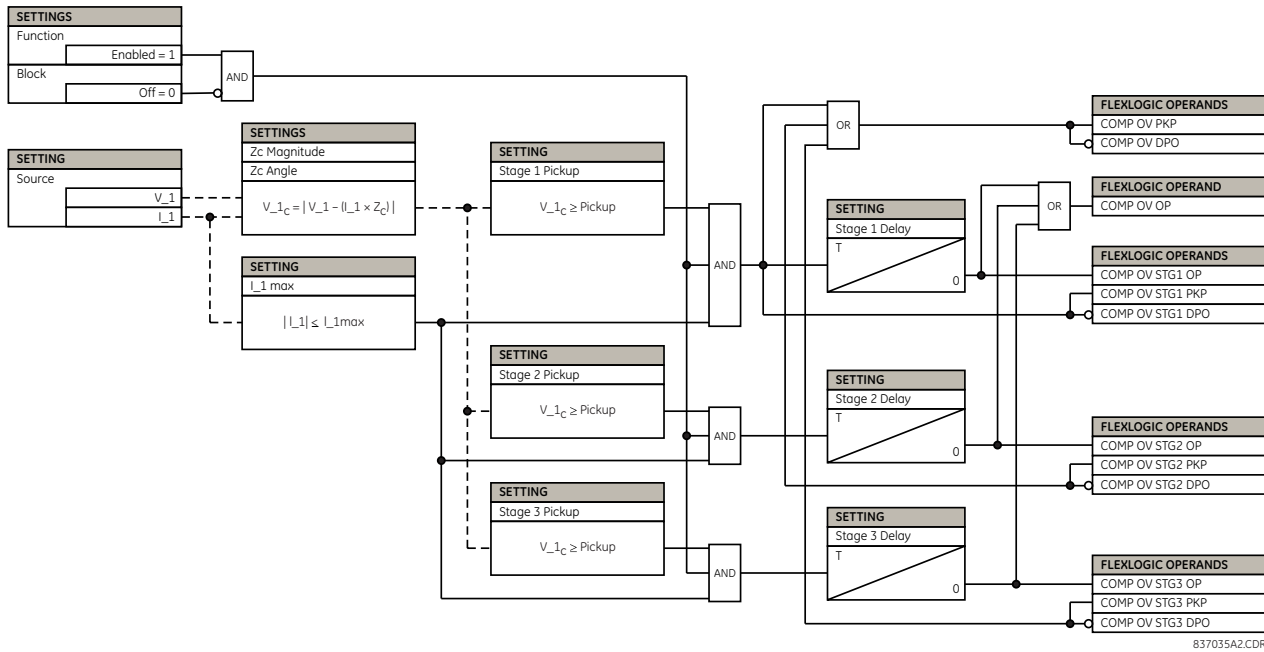 SETTINGS
Function
Enabled = 1
Block
Off = 0
AND
SETTING
Source
V_1
I_1
SETTINGS
Zc Magnitude
Zc Angle
V_1C = | V_1 – (I_1 × ZC) |
SETTING
I_1 max
| I_1| ≤ I_1max
SETTING
Stage 1 Pickup
V_1C ≥ Pickup
SETTING
Stage 2 Pickup
V_1C ≥ Pickup
SETTING
Stage 3 Pickup
V_1C ≥ Pickup
AND
AND
AND
OR
SETTING
Stage 1 Delay
T
0
SETTING
Stage 2 Delay
T
0
SETTING
Stage 3 Delay
T
0
OR
FLEXLOGIC OPERANDS
COMP OV PKP
COMP OV DPO
FLEXLOGIC OPERAND
COMP OV OP
FLEXLOGIC OPERANDS
COMP OV STG1 OP
COMP OV STG1 PKP
COMP OV STG1 DPO
FLEXLOGIC OPERANDS
COMP OV STG2 OP
COMP OV STG2 PKP
COMP OV STG2 DPO
FLEXLOGIC OPERANDS
COMP OV STG3 OP
COMP OV STG3 PKP
COMP OV STG3 DPO
837035A2.CDR